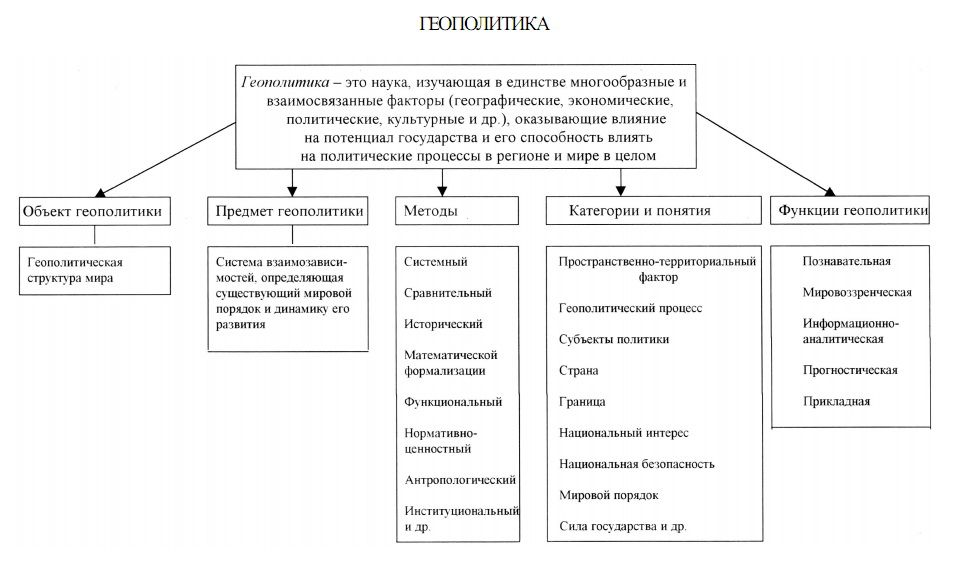 ГЕОПОЛИТИКА
Геополитика – это наука, изучающая в единстве многообразные и
взаимосвязанные факторы (географические, экономические,
политические, культурные и др.), оказывающие влияние
на потенциал государства и его способность влиять
на политические процессы в регионе и мире в целом
Объект геополитики
Геополитическая
структура мира
Предмет геополитики
Система взаимозависи-
мостей, определяющая
существующий мировой
порядок и динамику его
развития
Методы
Системный
Сравнительный
Исторический
Математической
формализации
Функциональный
Нормативно-
ценностный
Антропологический
Институциональный
и др.
Категории и понятия
Пространственно-территориальный
фактор
Геополитический процесс
Субъекты политики
Страна
Граница
Национальный интерес
Национальная безопасность
Мировой порядок
Сила государства и др.
Функции геополитики
Познавательная
Мировоззренческая
Информационно-
аналитическая
Прогностическая
Прикладная